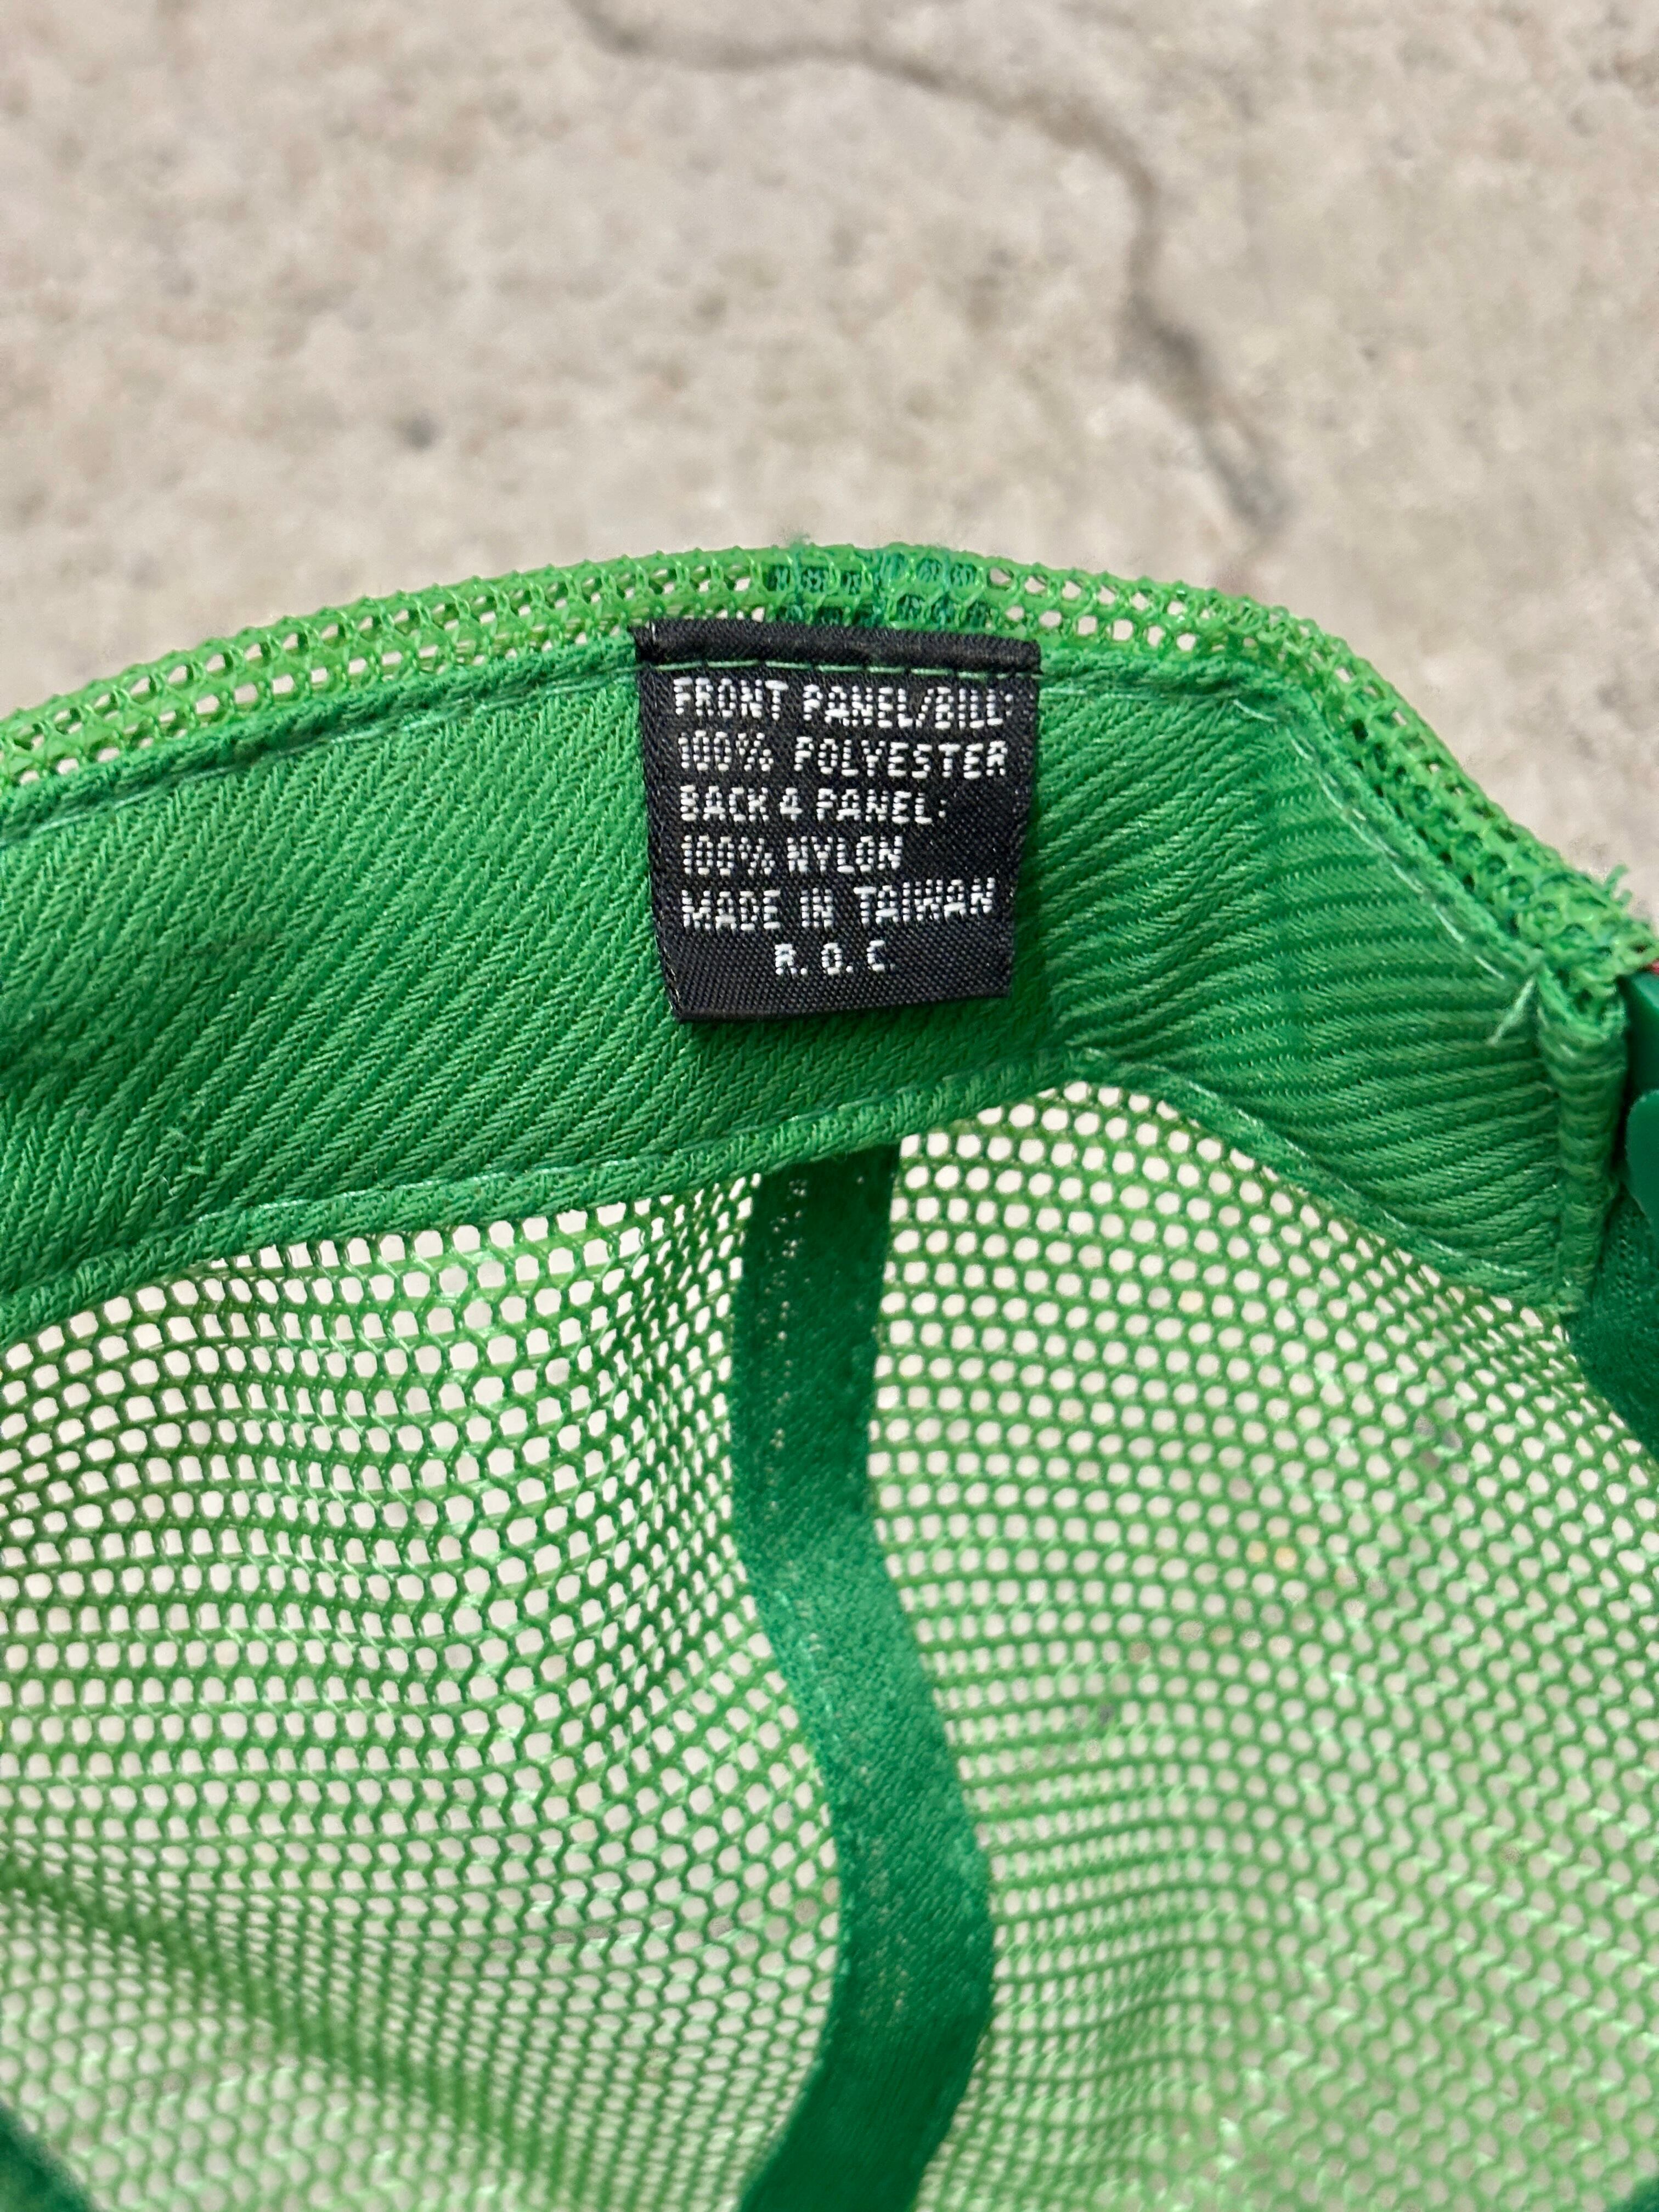 FRONT PANEL/BILL:
100% POLYESTER
BACK 4 PANEL:
100% NYLON
MADE IN TAIWAN
R.O.C.